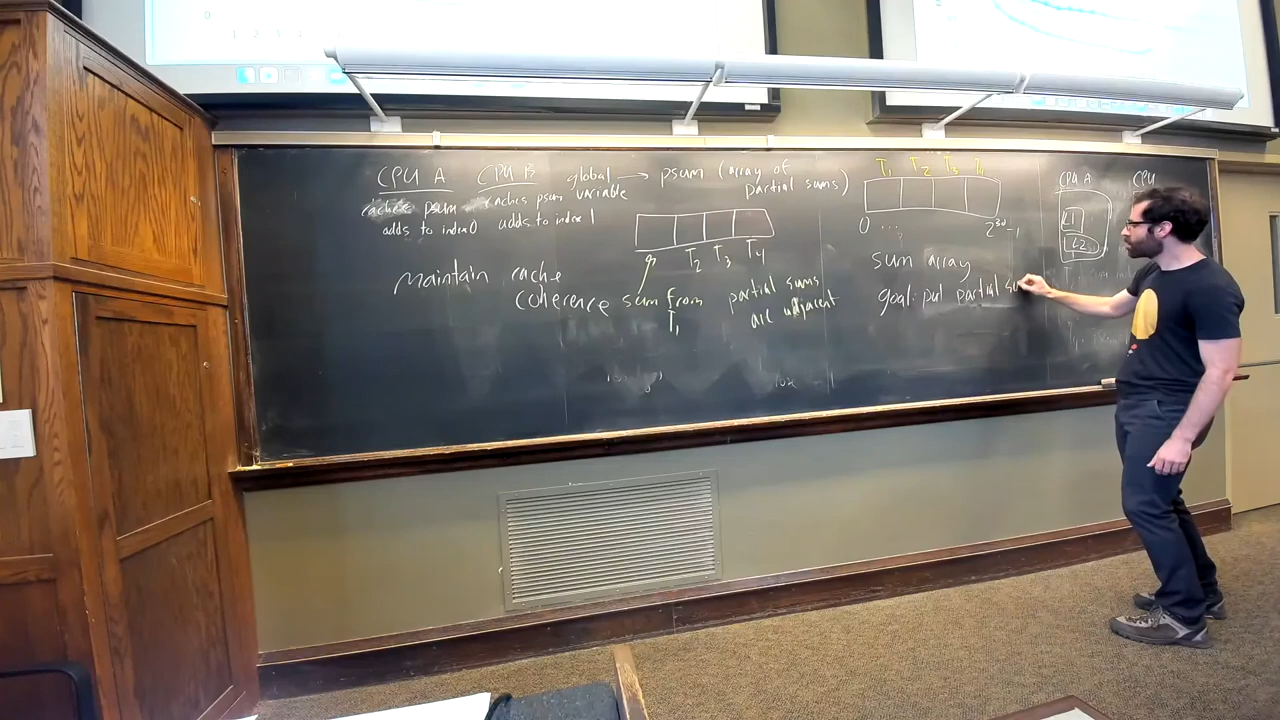 CPU A CPU B global → psum (array of partial sums)
caches psum caches psum variable
adds to index 0 adds to index 1
T2 T3 T4
maintain cache
coherence sum from
T1
partial sums
are adjacent
T1 T2 T3 T4
0 ... 2^30 -1
sum array
goal: put partial su
CPU A CPU
L1
L2